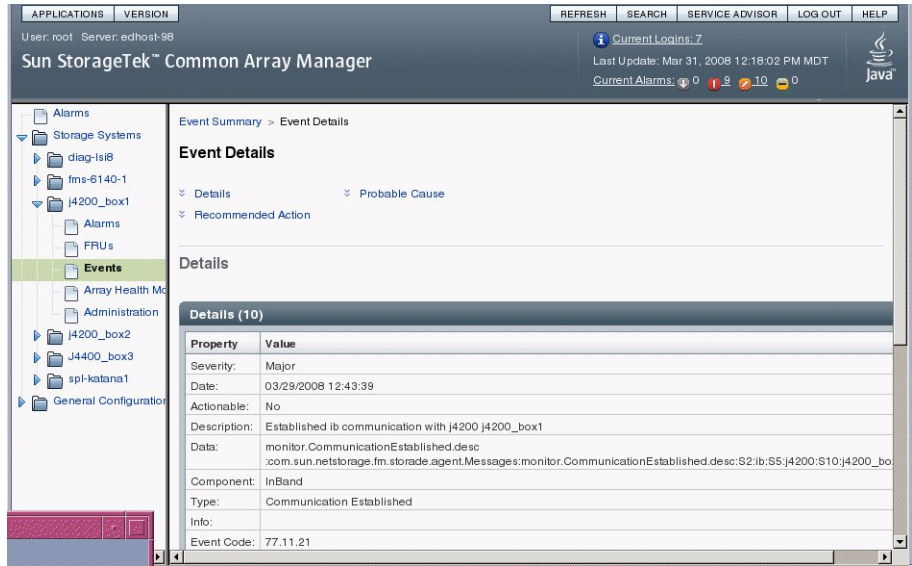 APPLICATIONS VERSION
REFRESH SEARCH SERVICE ADVISOR LOG OUT HELP
User: root Server: edhost-98
Sun StorageTek™ Common Array Manager
Current Logins: 7
Last Update: Mar 31, 2008 12:18:02 PM MDT
Current Alarms: 0 9 10 0
Java™
Alarms
Storage Systems
diag-lsi8
fms-6140-1
j4200_box1
Alarms
FRUs
Events
Array Health Mo
Administration
j4200_box2
J4400_box3
spl-katana1
General Configuration
Event Summary > Event Details
Event Details
Details
Probable Cause
Recommended Action
Details
Details (10)
Property Value
Severity: Major
Date: 03/29/2008 12:43:39
Actionable: No
Description: Established ib communication with j4200 j4200_box1
Data: monitor.CommunicationEstablished.desc
:com.sun.netstorage.fm.storade.agent.Messages:monitor.CommunicationEstablished.desc:S2:ib:S5:j4200:S10:j4200_bo
Component: InBand
Type: Communication Established
Info:
Event Code: 77.11.21